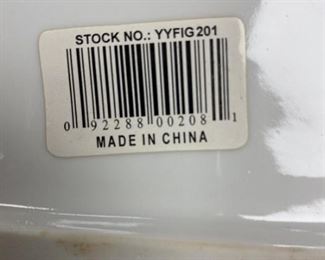 STOCK NO.: YYFIG201
0 92288 00208 1
MADE IN CHINA